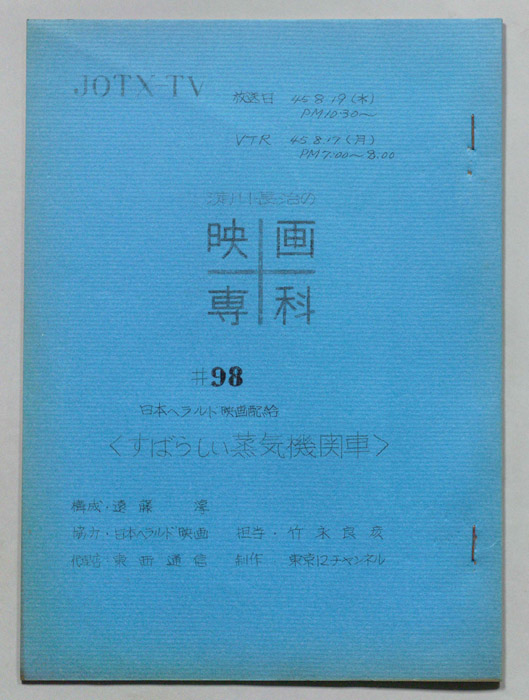 JOTX-TV
放送日 45.8.19(水)
PM10:30〜
VTR 45.8.17(月)
PM7:00〜8:00
淀川長治の
映画
専科
#98
日本ヘラルド映画配給
〈すばらしい蒸気機関車〉
構成・遠藤 淳
協力・日本ヘラルド映画 担当・竹永良彦
代理店 東西通信 制作 東京12チャンネル